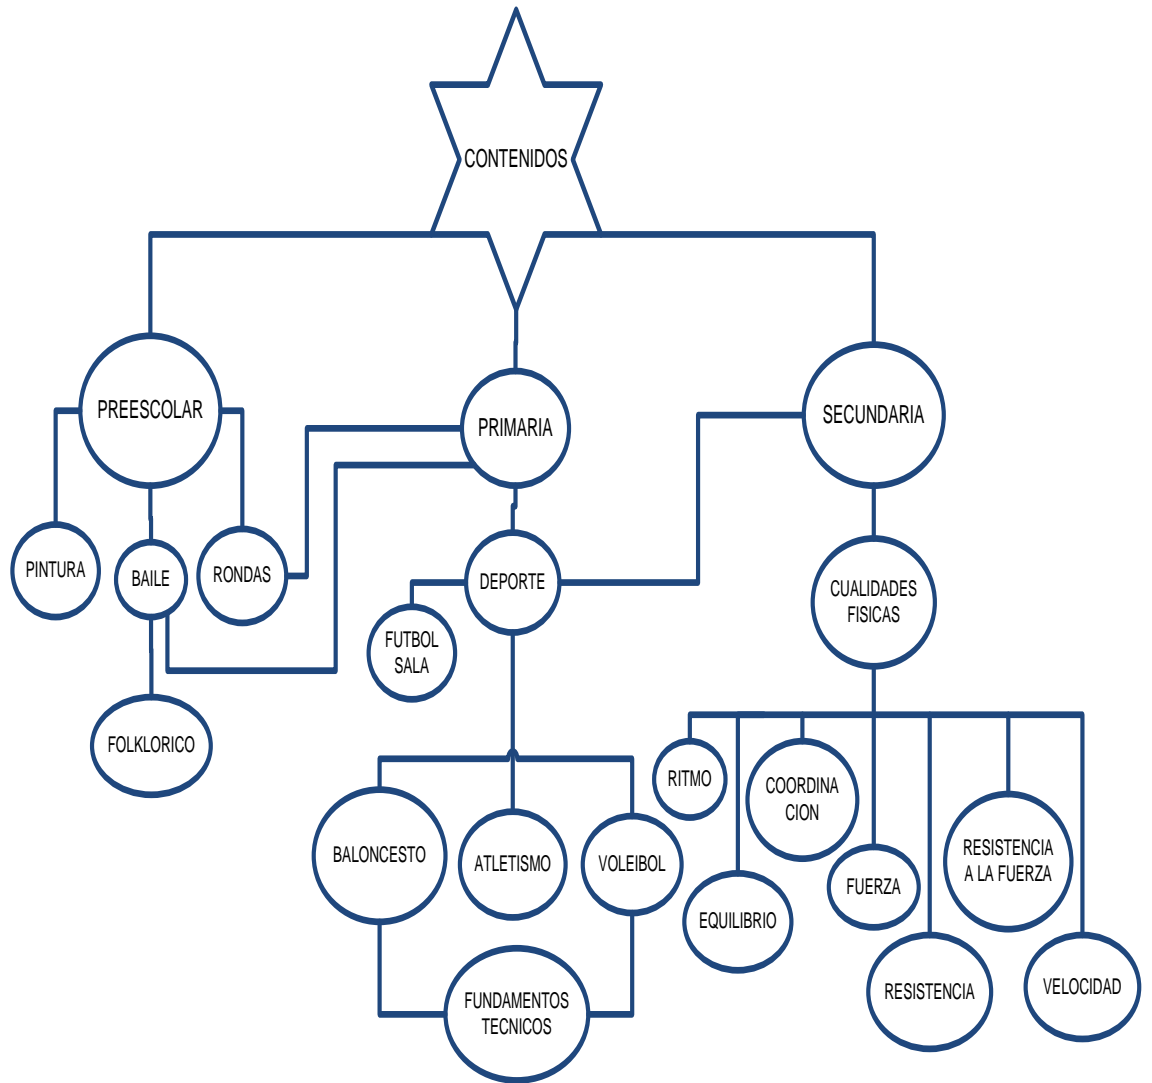 CONTENIDOS
PREESCOLAR
PRIMARIA
SECUNDARIA
PINTURA
BAILE
RONDAS
DEPORTE
CUALIDADES
FISICAS
FUTBOL
SALA
FOLKLORICO
RITMO
COORDINA
CION
BALONCESTO
ATLETISMO
VOLEIBOL
RESISTENCIA
A LA FUERZA
FUERZA
EQUILIBRIO
FUNDAMENTOS
TECNICOS
RESISTENCIA
VELOCIDAD